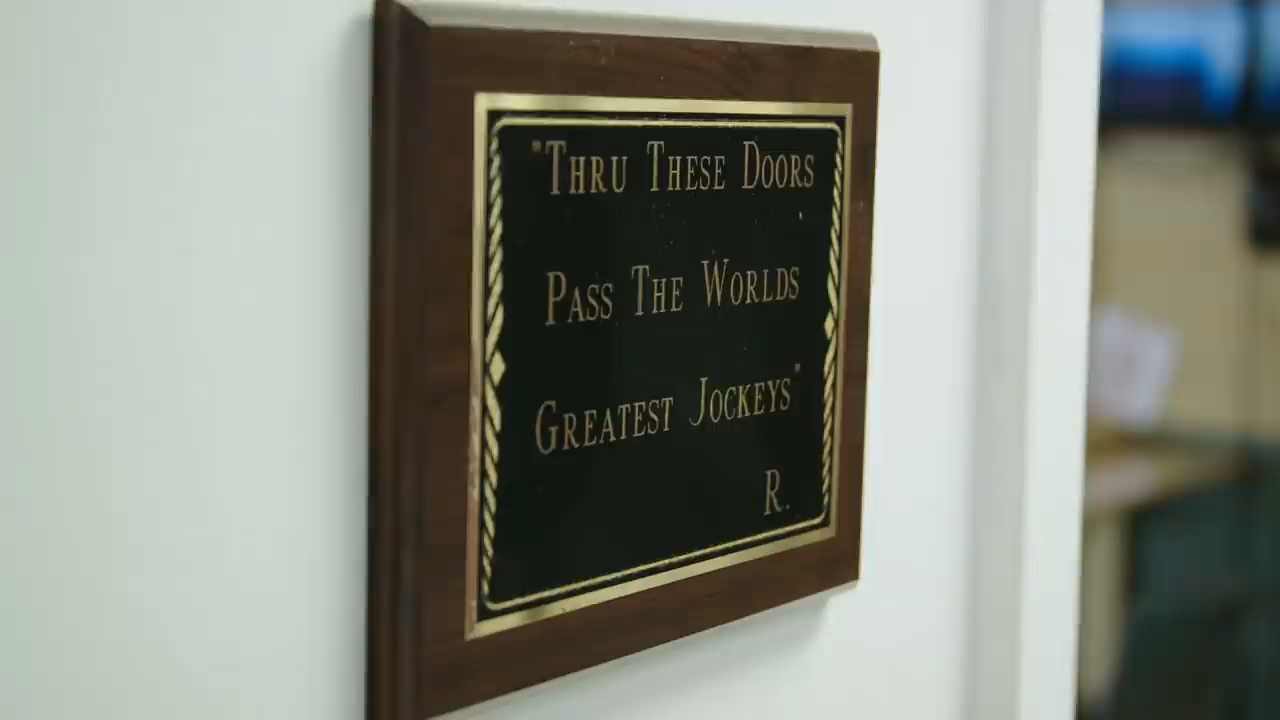 "Thru These Doors
Pass The Worlds
Greatest Jockeys"
R.